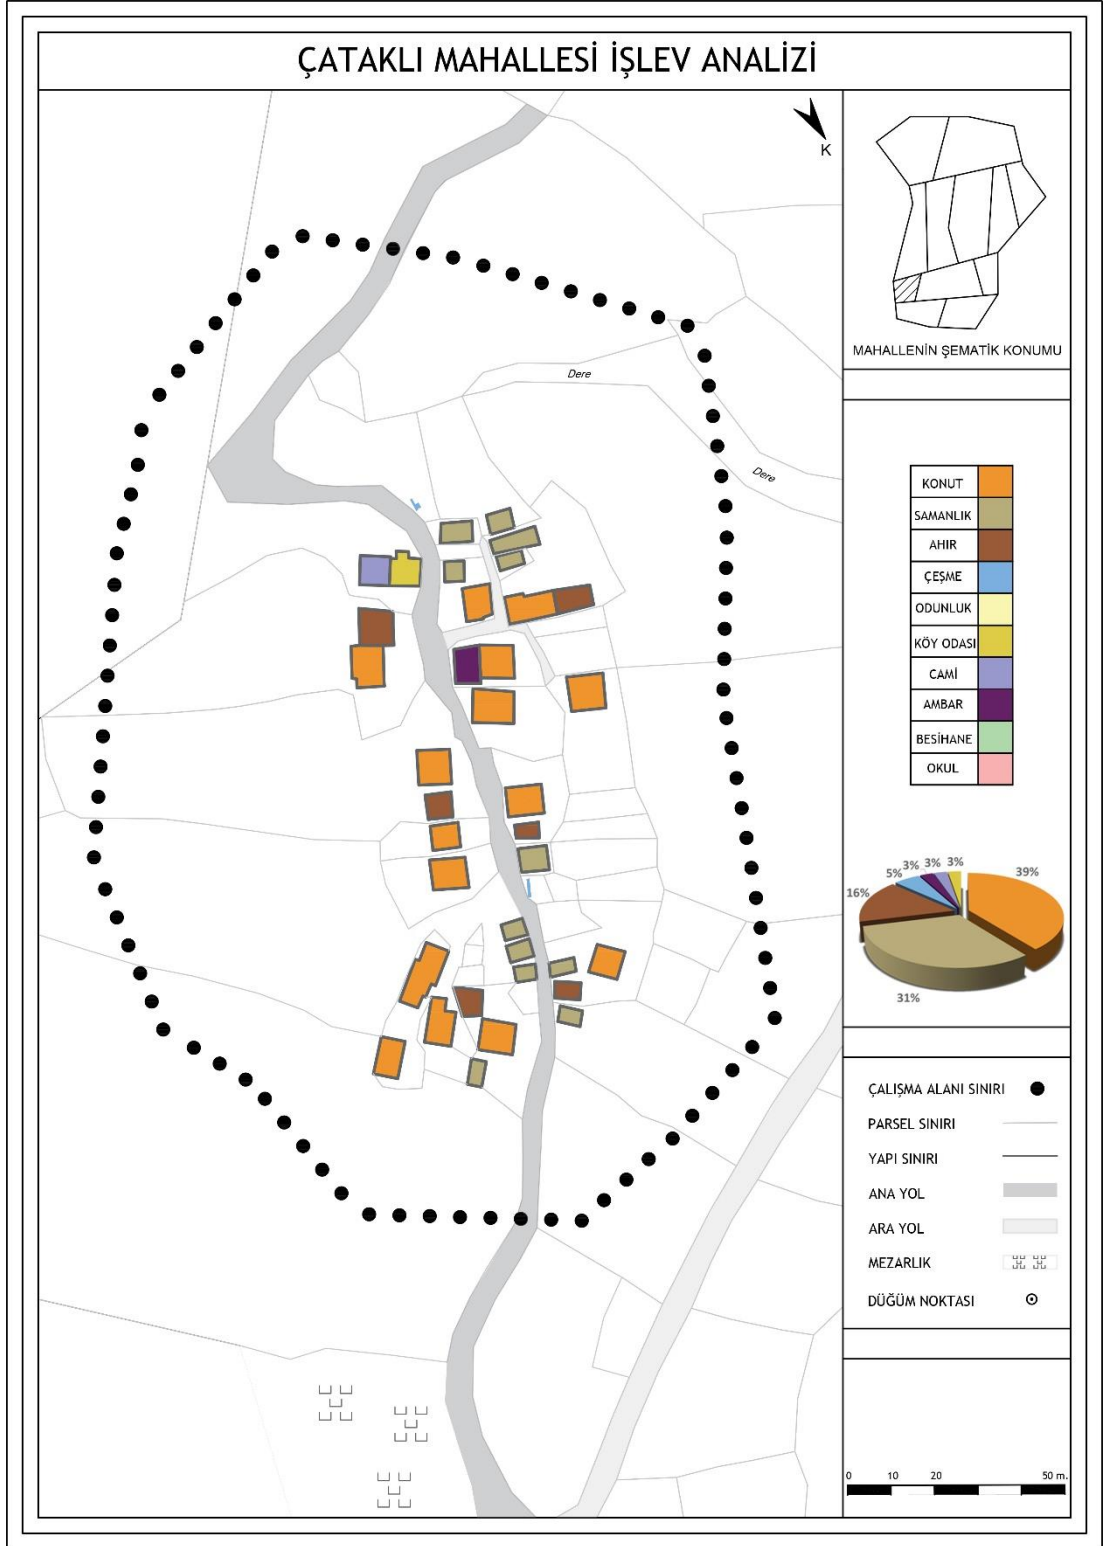 ÇATAKLI MAHALLESİ İŞLEV ANALİZİ
K
MAHALLENİN ŞEMATİK KONUMU
Dere
Dere
KONUT
SAMANLIK
AHIR
ÇEŞME
ODUNLUK
KÖY ODASI
CAMİ
AMBAR
BESİHANE
OKUL
5% 3% 3% 3% 39%
16%
31%
ÇALIŞMA ALANI SINIRI
PARSEL SINIRI
YAPI SINIRI
ANA YOL
ARA YOL
MEZARLIK
DÜĞÜM NOKTASI
0 10 20 50 m.